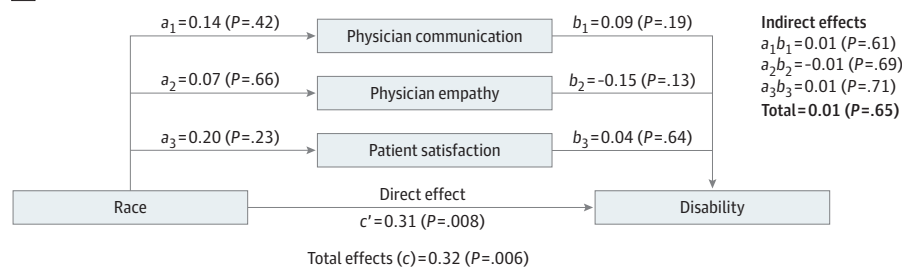 a1=0.14 (P=.42)
Physician communication
b1=0.09 (P=.19)
a2=0.07 (P=.66)
Physician empathy
b2=-0.15 (P=.13)
a3=0.20 (P=.23)
Patient satisfaction
b3=0.04 (P=.64)
Race
Direct effect
c'=0.31 (P=.008)
Disability
Total effects (c)=0.32 (P=.006)
Indirect effects
a1b1=0.01 (P=.61)
a2b2=-0.01 (P=.69)
a3b3=0.01 (P=.71)
Total=0.01 (P=.65)